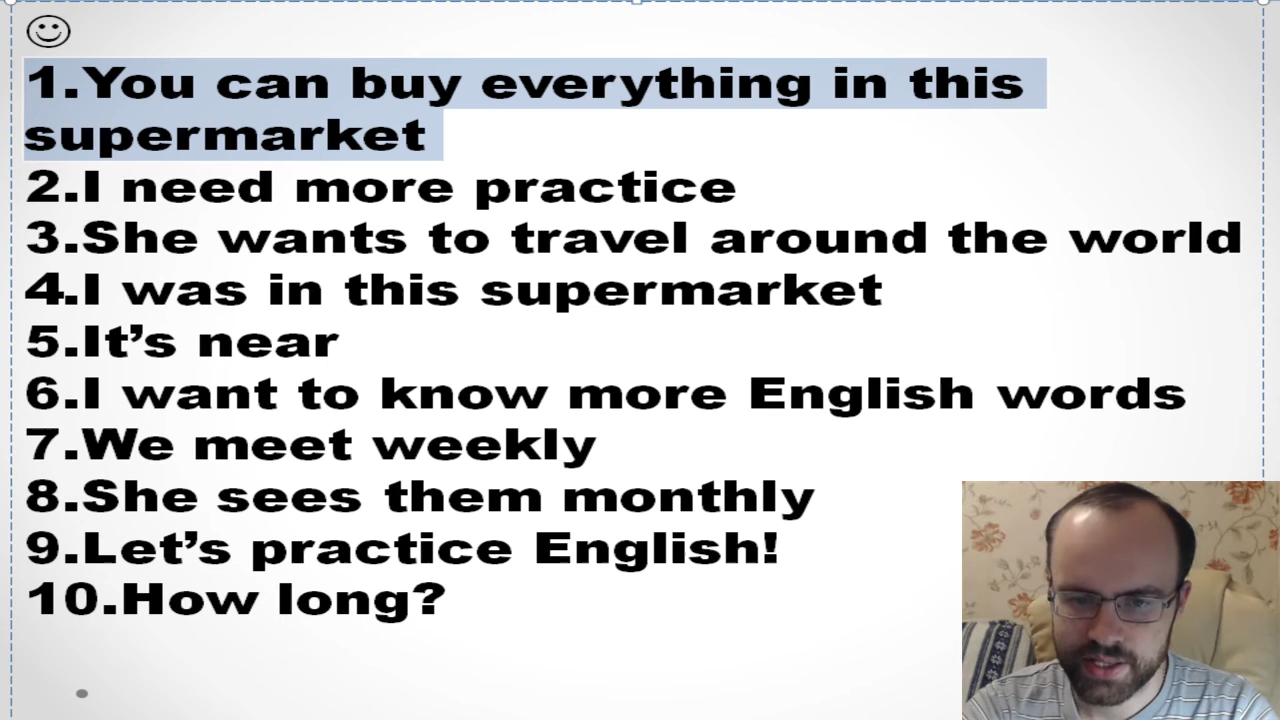 1.You can buy everything in this
supermarket
2.I need more practice
3.She wants to travel around the world
4.I was in this supermarket
5.It’s near
6.I want to know more English words
7.We meet weekly
8.She sees them monthly
9.Let’s practice English!
10.How long?